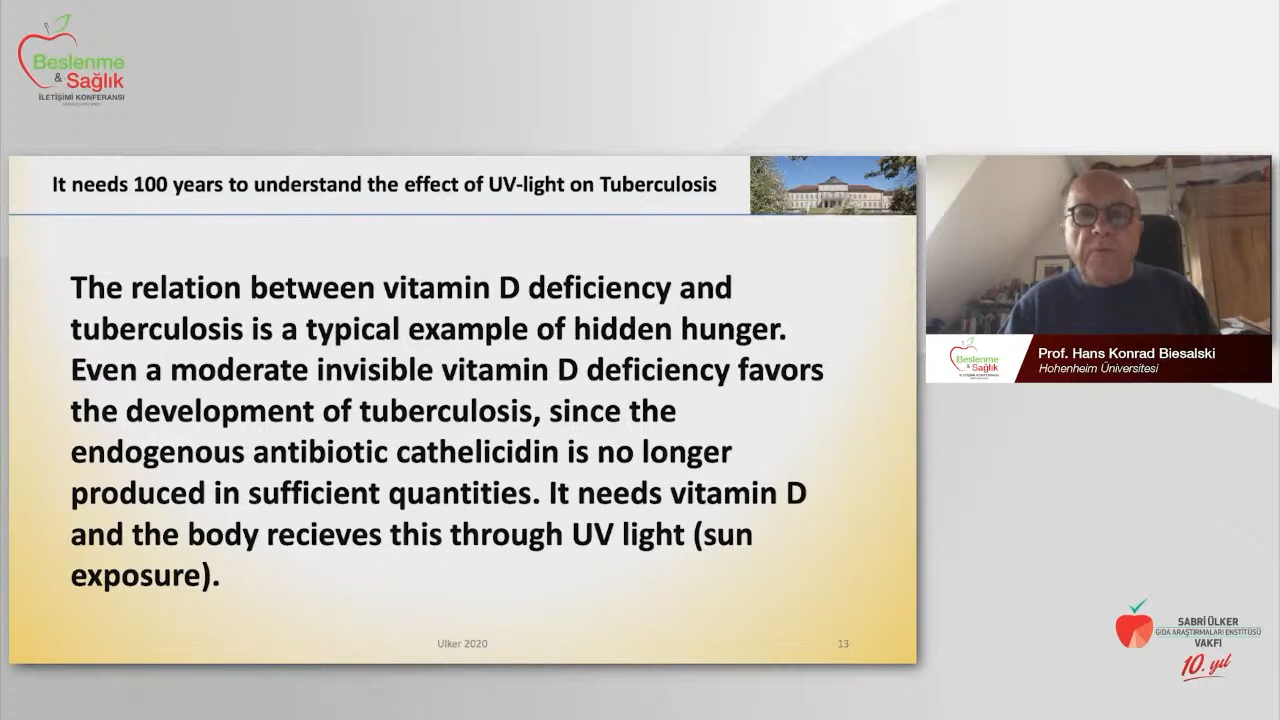 Beslenme
& Sağlık
İLETİŞİMİ KONFERANSI
It needs 100 years to understand the effect of UV-light on Tuberculosis
The relation between vitamin D deficiency and
tuberculosis is a typical example of hidden hunger.
Even a moderate invisible vitamin D deficiency favors
the development of tuberculosis, since the
endogenous antibiotic cathelicidin is no longer
produced in sufficient quantities. It needs vitamin D
and the body recieves this through UV light (sun
exposure).
Ulker 2020
13
Beslenme
& Sağlık
İLETİŞİMİ KONFERANSI
Prof. Hans Konrad Biesalski
Hohenheim Üniversitesi
SABRİ ÜLKER
GIDA ARAŞTIRMALARI ENSTİTÜSÜ
VAKFI
10. yıl